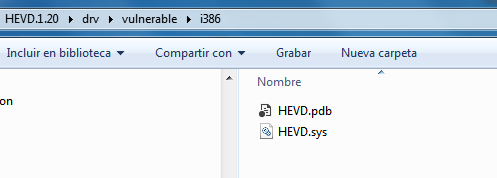 HEVD.1.20 ▸ drv ▸ vulnerable ▸ i386
Incluir en biblioteca Compartir con Grabar Nueva carpeta
Nombre
on
HEVD.pdb
HEVD.sys